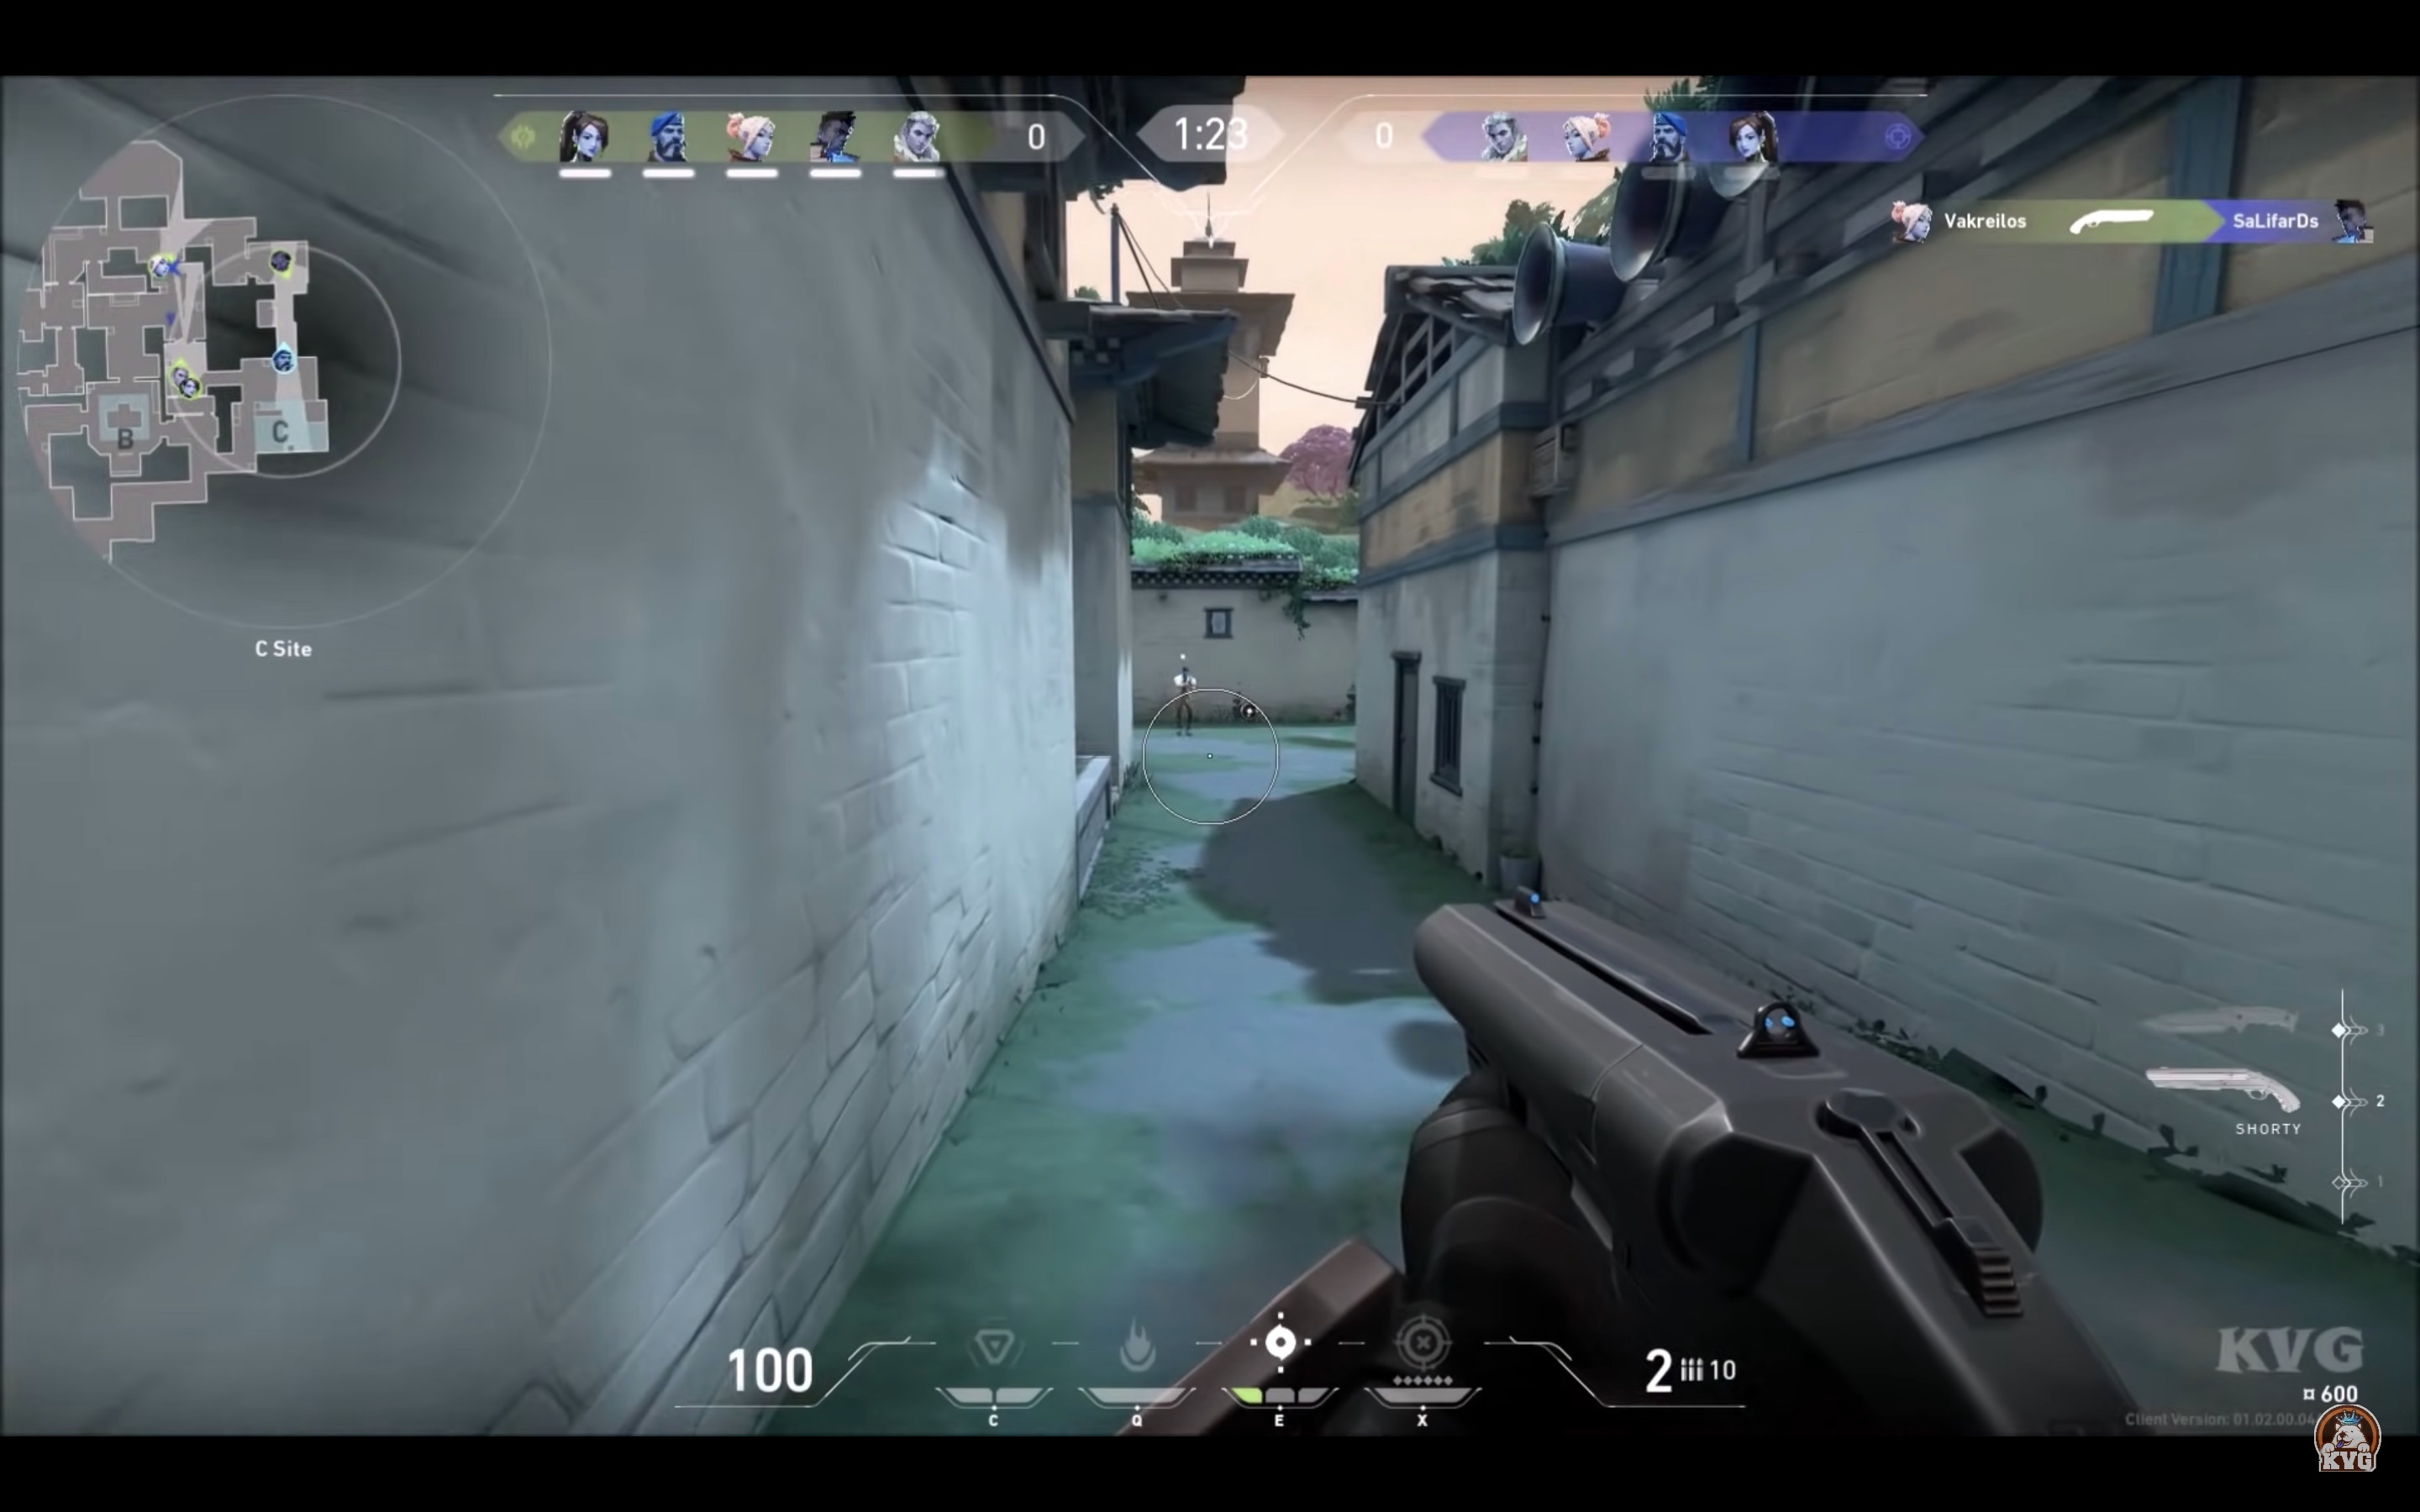 0
1:23
0
Vakreilos SaLifarDs
B
C
C Site
3
2
SHORTY
1
100
2 10
C Q E X
KVG
¤ 600
Client Version: 01.02.00.04
KVG